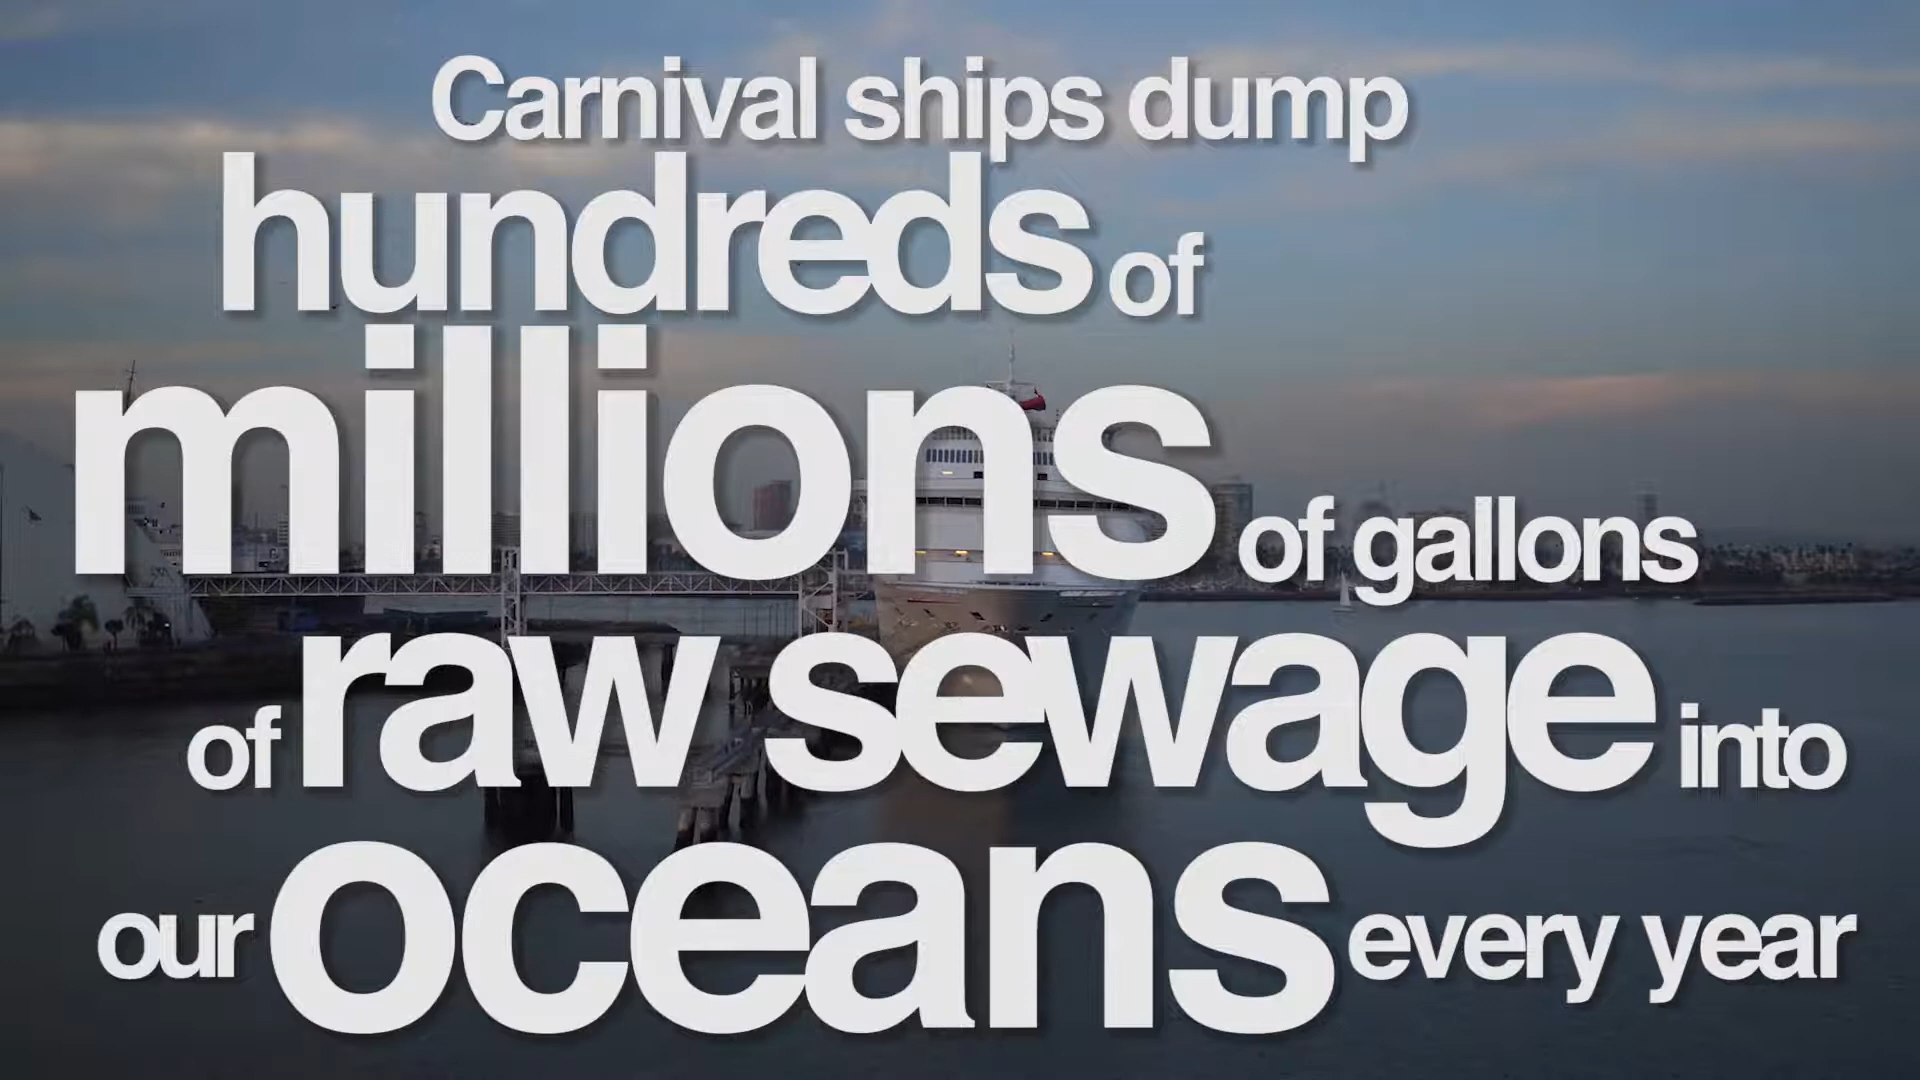 Carnival ships dump
hundreds of
millions of gallons
of raw sewage into
our oceans every year